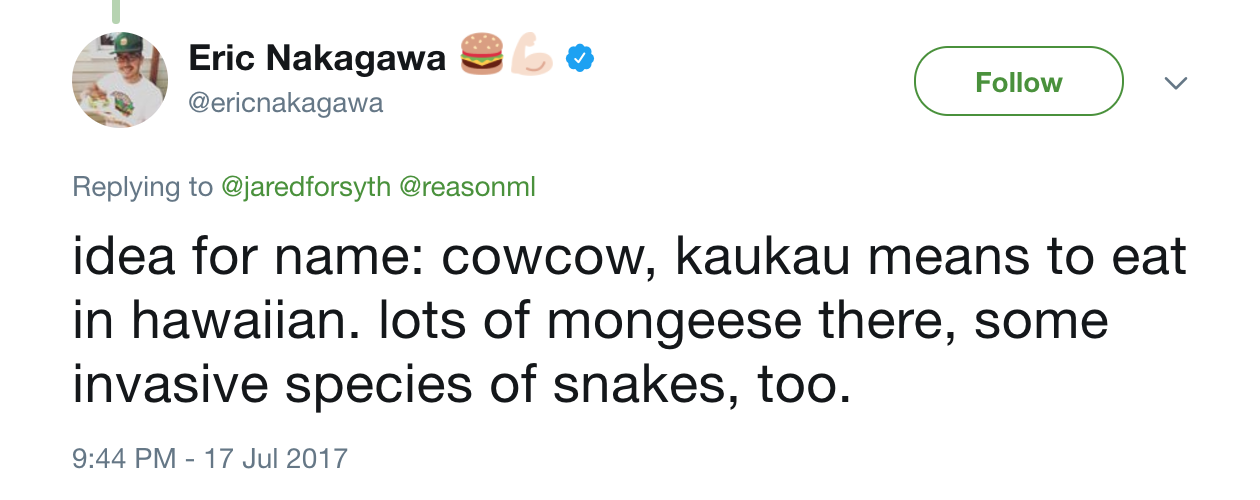 Eric Nakagawa 🍔💪🏻
@ericnakagawa
Follow
Replying to @jaredforsyth @reasonml
idea for name: cowcow, kaukau means to eat
in hawaiian. lots of mongeese there, some
invasive species of snakes, too.
9:44 PM - 17 Jul 2017